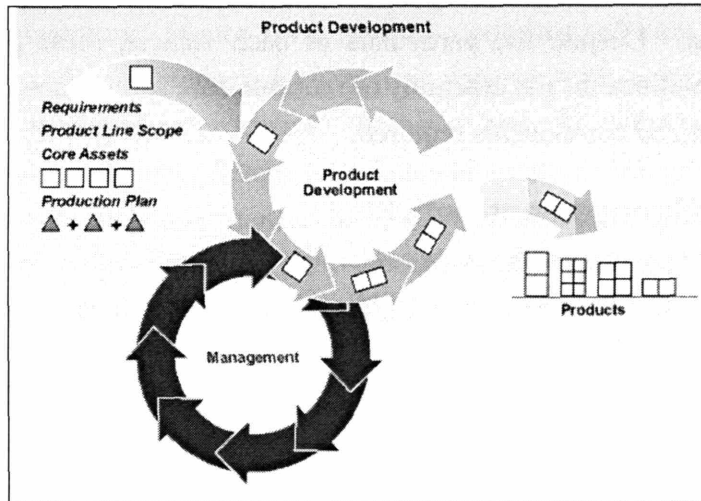 Product Development
Requirements
Product Line Scope
Core Assets
Production Plan
Product
Development
Management
Products